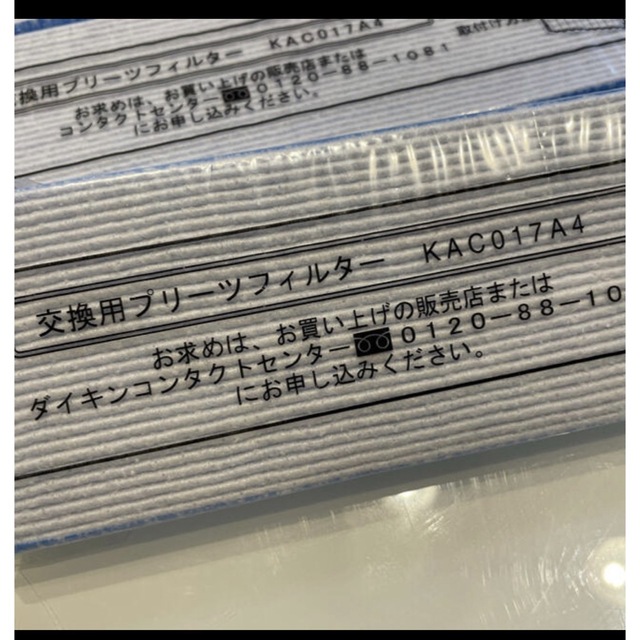 交換用プリーツフィルター KAC017A4
取付け方
お求めは、お買い上げの販売店または
コンタクトセンター 0120-88-1081
にお申し込みください。
交換用プリーツフィルター KAC017A4
お求めは、お買い上げの販売店または
ダイキンコンタクトセンター 0120-88-10
にお申し込みください。